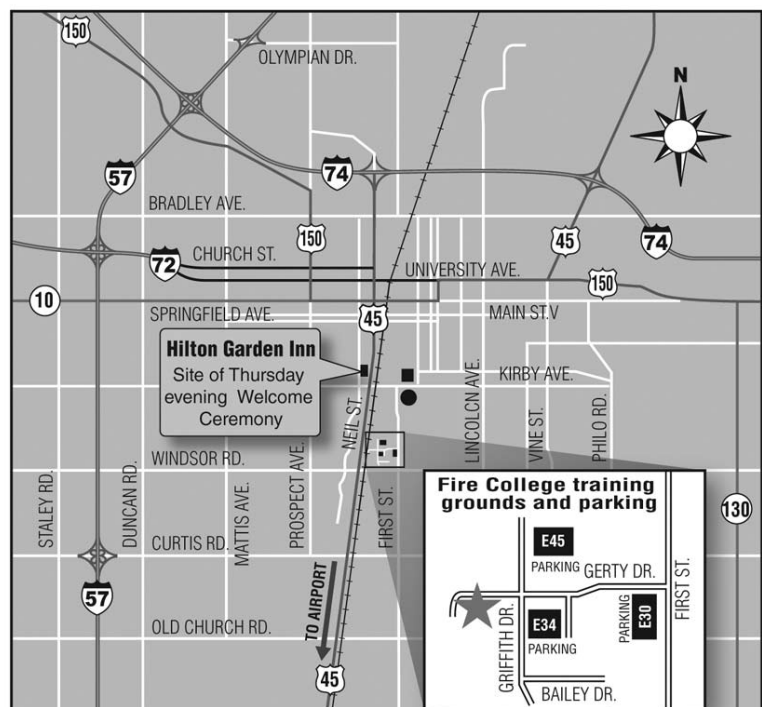 150
OLYMPIAN DR.
N
57
74
BRADLEY AVE.
150
45
74
CHURCH ST.
72
UNIVERSITY AVE.
150
10
SPRINGFIELD AVE.
45
MAIN ST.V
Hilton Garden Inn
Site of Thursday
evening Welcome
Ceremony
KIRBY AVE.
NEIL ST.
LINCOLCN AVE.
VINE ST.
PHILO RD.
WINDSOR RD.
STALEY RD.
DUNCAN RD.
MATTIS AVE.
PROSPECT AVE.
FIRST ST.
130
CURTIS RD.
57
OLD CHURCH RD.
TO AIRPORT
45
Fire College training
grounds and parking
E45
PARKING
GERTY DR.
FIRST ST.
E34
PARKING
E30
PARKING
GRIFFITH DR.
BAILEY DR.